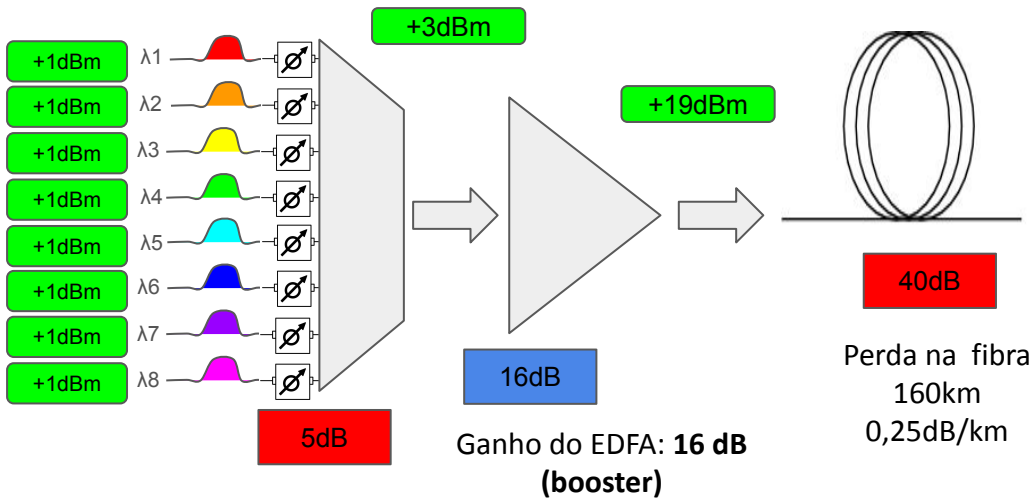 +3dBm
+1dBm λ1
+1dBm λ2
+1dBm λ3
+1dBm λ4
+1dBm λ5
+1dBm λ6
+1dBm λ7
+1dBm λ8
5dB
16dB
Ganho do EDFA: 16 dB
(booster)
+19dBm
40dB
Perda na fibra
160km
0,25dB/km